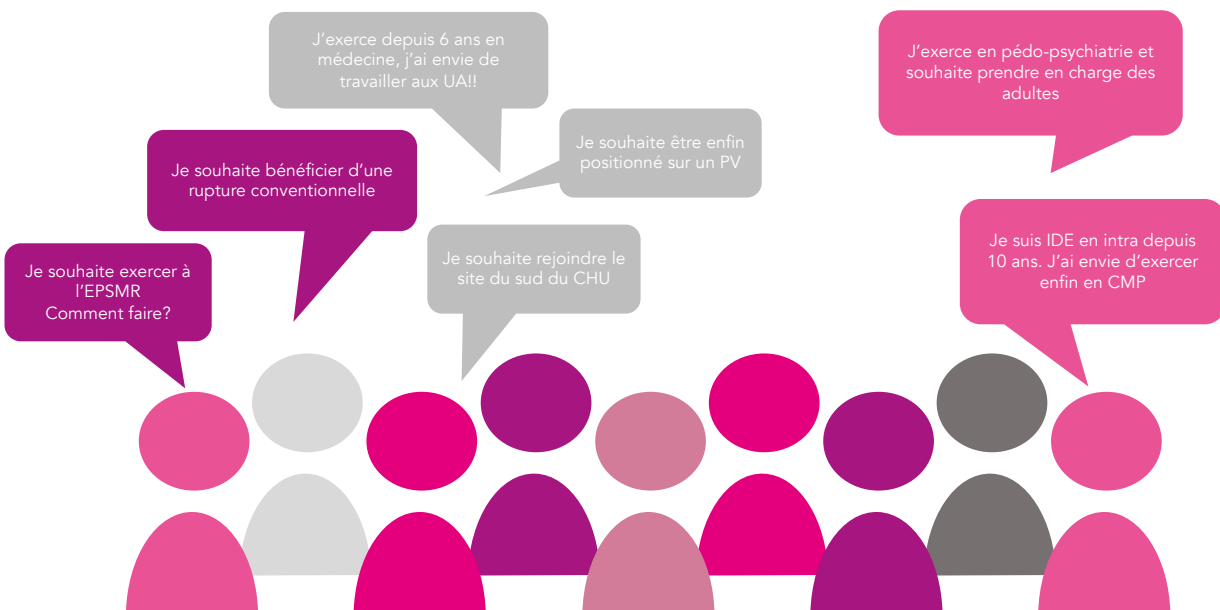 J'exerce depuis 6 ans en
médecine, j'ai envie de
travailler aux UA!!
J'exerce en pédo-psychiatrie et
souhaite prendre en charge des
adultes
Je souhaite être enfin
positionné sur un PV
Je souhaite bénéficier d'une
rupture conventionnelle
Je souhaite rejoindre le
site du sud du CHU
Je suis IDE en intra depuis
10 ans. J'ai envie d'exercer
enfin en CMP
Je souhaite exercer à
l'EPSMR
Comment faire?